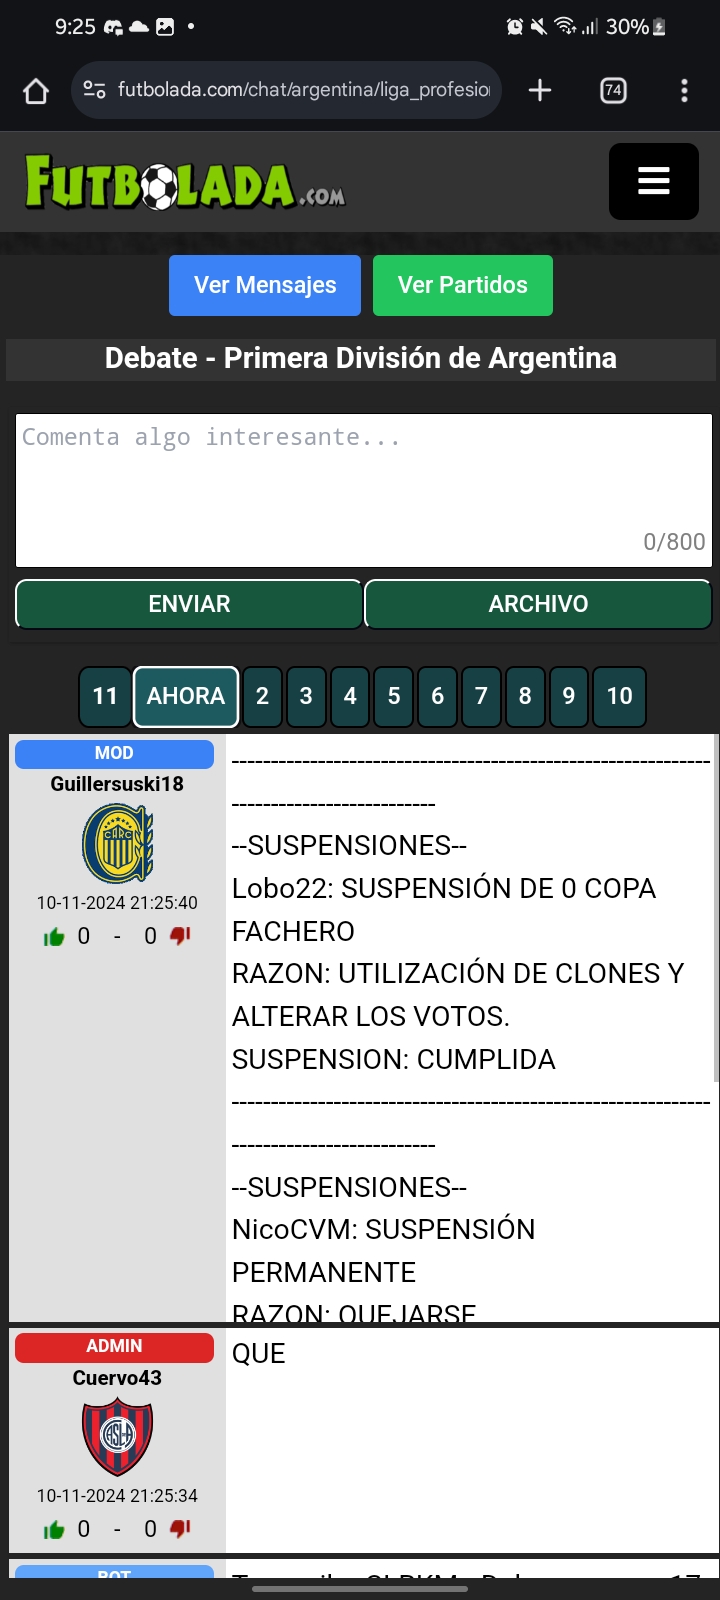 9:25
30%
futbolada.com/chat/argentina/liga_profesio
74
FUTBOLADA.COM
Ver Mensajes
Ver Partidos
Debate - Primera División de Argentina
Comenta algo interesante...
0/800
ENVIAR
ARCHIVO
11 AHORA 2 3 4 5 6 7 8 9 10
MOD
Guillersuski18
CARC
10-11-2024 21:25:40
0 - 0
-------------------------------------------------------------
--------------------------
--SUSPENSIONES--
Lobo22: SUSPENSIÓN DE 0 COPA
FACHERO
RAZON: UTILIZACIÓN DE CLONES Y
ALTERAR LOS VOTOS.
SUSPENSION: CUMPLIDA
-------------------------------------------------------------
--------------------------
--SUSPENSIONES--
NicoCVM: SUSPENSIÓN
PERMANENTE
RAZON: QUEJARSE
ADMIN
Cuervo43
CASLA
10-11-2024 21:25:34
0 - 0
QUE
BOT